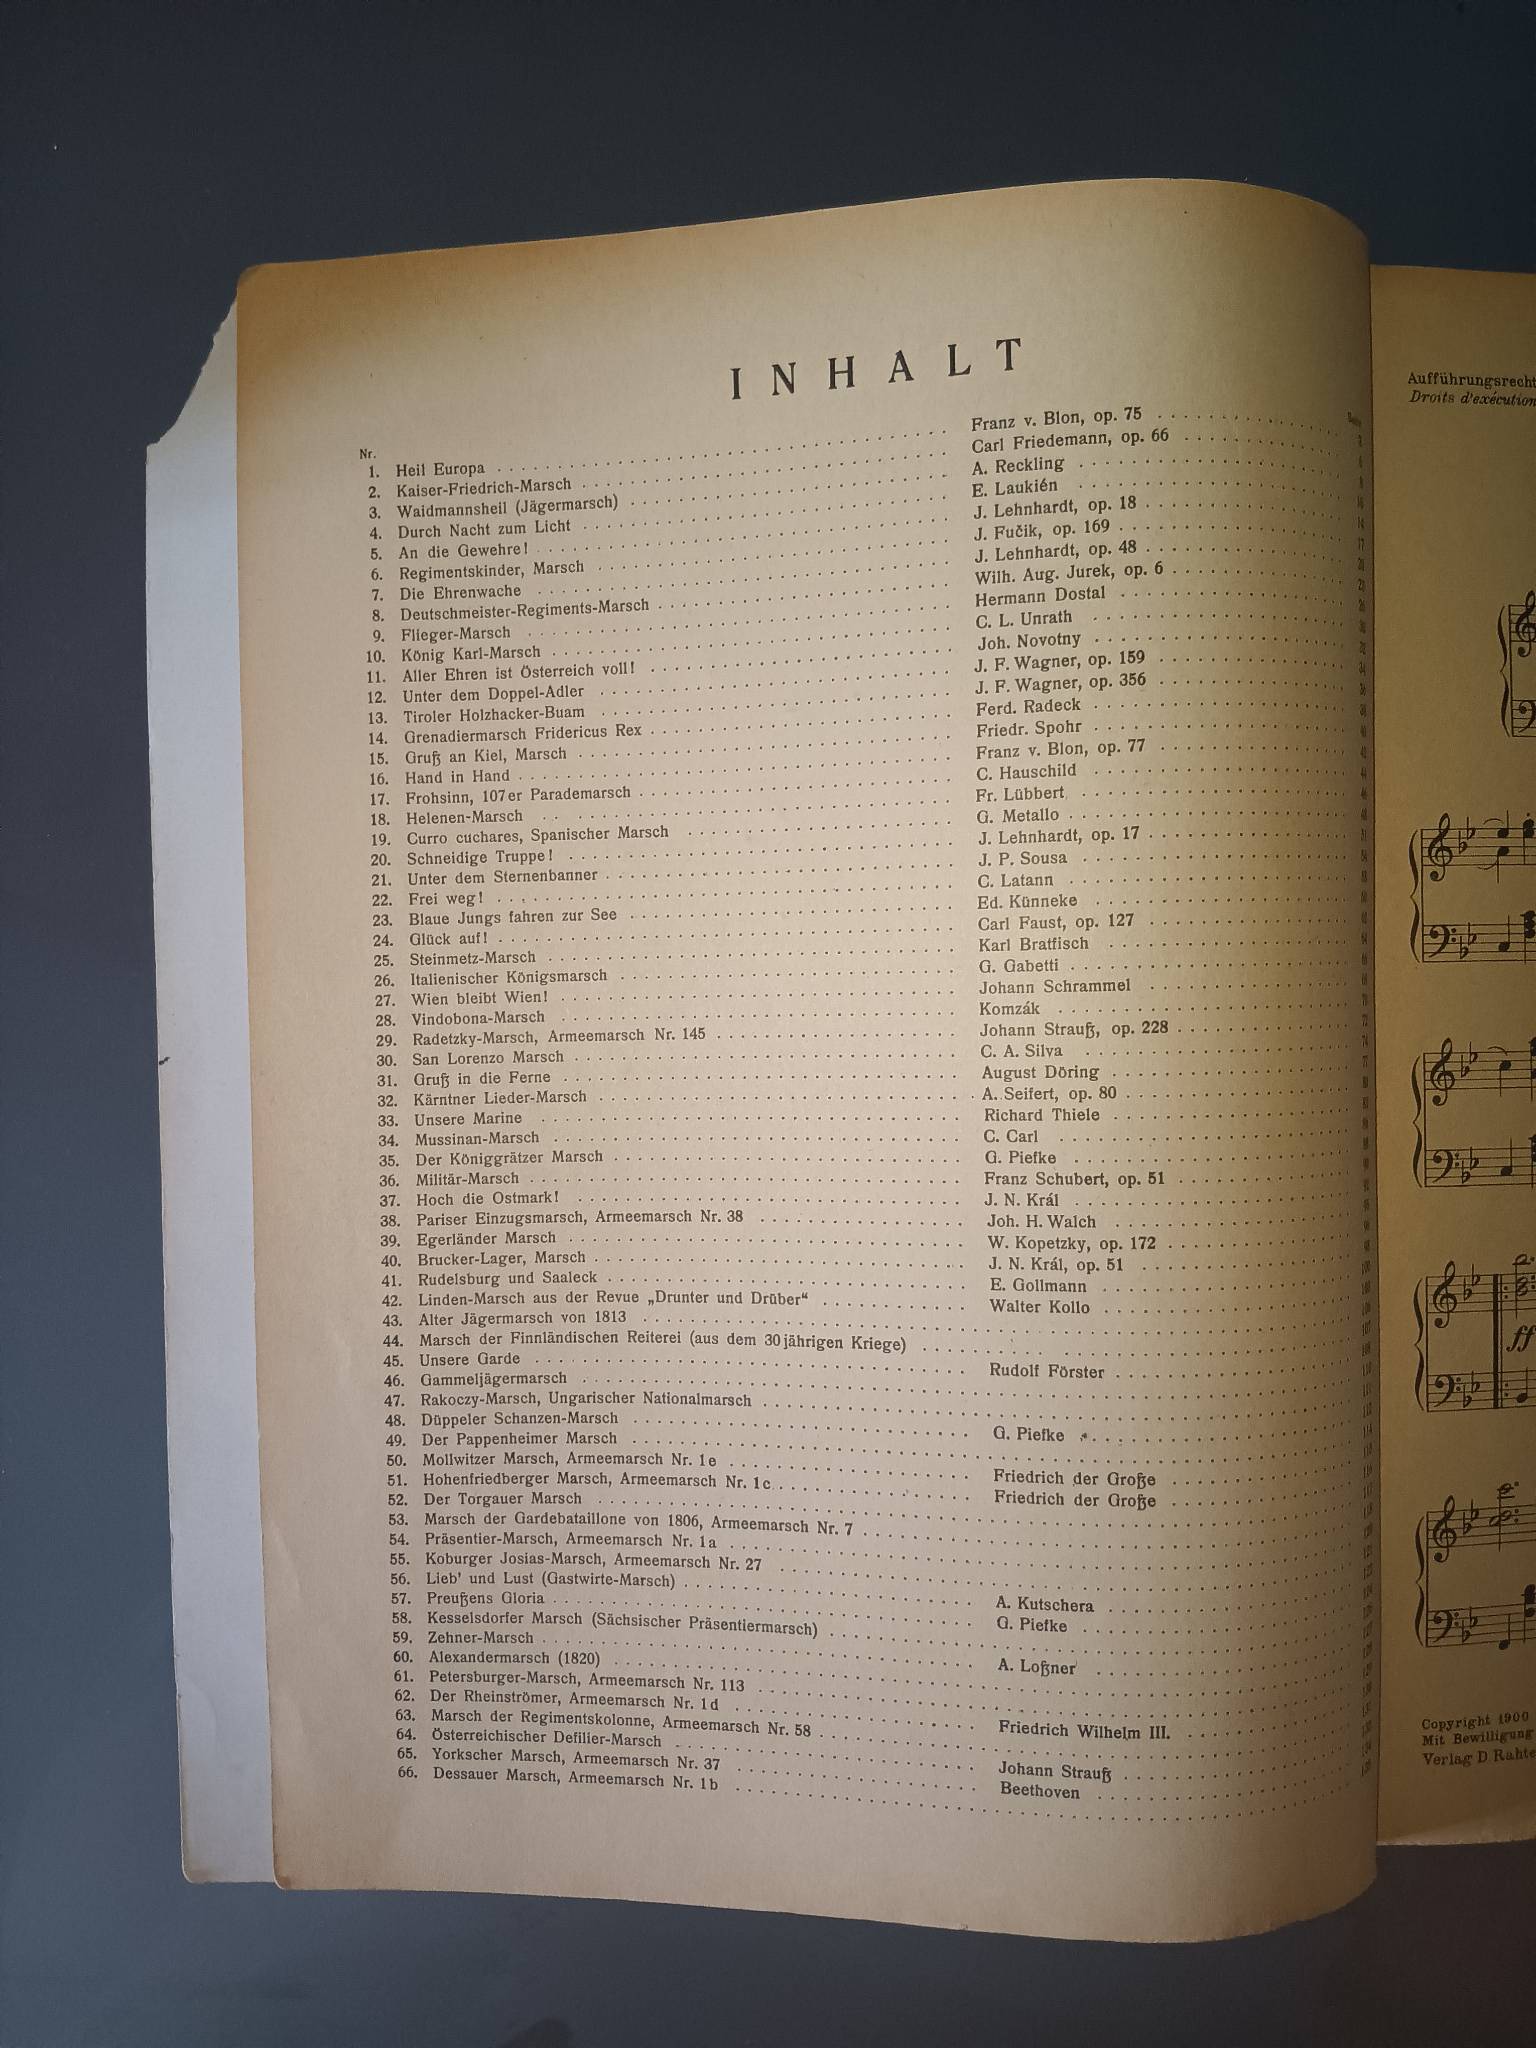 INHALT
Nr.
1. Heil Europa . . . Franz v. Blon, op. 75
2. Kaiser-Friedrich-Marsch . . . Carl Friedemann, op. 66
3. Waidmannsheil (Jägermarsch) . . . A. Reckling
4. Durch Nacht zum Licht . . . E. Laukién
5. An die Gewehre! . . . J. Lehnhardt, op. 18
6. Regimentskinder, Marsch . . . J. Fučik, op. 169
7. Die Ehrenwache . . . J. Lehnhardt, op. 48
8. Deutschmeister-Regiments-Marsch . . . Wilh. Aug. Jurek, op. 6
9. Flieger-Marsch . . . Hermann Dostal
10. König Karl-Marsch . . . C. L. Unrath
11. Aller Ehren ist Österreich voll! . . . Joh. Novotny
12. Unter dem Doppel-Adler . . . J. F. Wagner, op. 159
13. Tiroler Holzhacker-Buam . . . J. F. Wagner, op. 356
14. Grenadiermarsch Fridericus Rex . . . Ferd. Radeck
15. Gruß an Kiel, Marsch . . . Friedr. Spohr
16. Hand in Hand . . . Franz v. Blon, op. 77
17. Frohsinn, 107er Parademarsch . . . C. Hauschild
18. Helenen-Marsch . . . Fr. Lübbert
19. Curro cuchares, Spanischer Marsch . . . G. Metallo
20. Schneidige Truppe! . . . J. Lehnhardt, op. 17
21. Unter dem Sternenbanner . . . J. P. Sousa
22. Frei weg! . . . C. Latann
23. Blaue Jungs fahren zur See . . . Ed. Künneke
24. Glück auf! . . . Carl Faust, op. 127
25. Steinmetz-Marsch . . . Karl Bratfisch
26. Italienischer Königsmarsch . . . G. Gabetti
27. Wien bleibt Wien! . . . Johann Schrammel
28. Vindobona-Marsch . . . Komzák
29. Radetzky-Marsch, Armeemarsch Nr. 145 . . . Johann Strauß, op. 228
30. San Lorenzo Marsch . . . C. A. Silva
31. Gruß in die Ferne . . . August Döring
32. Kärntner Lieder-Marsch . . . A. Seifert, op. 80
33. Unsere Marine . . . Richard Thiele
34. Mussinan-Marsch . . . C. Carl
35. Der Königgrätzer Marsch . . . G. Piefke
36. Militär-Marsch . . . Franz Schubert, op. 51
37. Hoch die Ostmark! . . . J. N. Král
38. Pariser Einzugsmarsch, Armeemarsch Nr. 38 . . . Joh. H. Walch
39. Egerländer Marsch . . . W. Kopetzky, op. 172
40. Brucker-Lager, Marsch . . . J. N. Král, op. 51
41. Rudelsburg und Saaleck . . . E. Gollmann
42. Linden-Marsch aus der Revue „Drunter und Drüber“ . . . Walter Kollo
43. Alter Jägermarsch von 1813
44. Marsch der Finnländischen Reiterei (aus dem 30jährigen Kriege)
45. Unsere Garde . . . Rudolf Förster
46. Gammeljägermarsch
47. Rakoczy-Marsch, Ungarischer Nationalmarsch
48. Düppeler Schanzen-Marsch . . . G. Piefke
49. Der Pappenheimer Marsch
50. Mollwitzer Marsch, Armeemarsch Nr. 1e . . . Friedrich der Große
51. Hohenfriedberger Marsch, Armeemarsch Nr. 1c . . . Friedrich der Große
52. Der Torgauer Marsch
53. Marsch der Gardebataillone von 1806, Armeemarsch Nr. 7
54. Präsentier-Marsch, Armeemarsch Nr. 1a
55. Koburger Josias-Marsch, Armeemarsch Nr. 27
56. Lieb' und Lust (Gastwirte-Marsch) . . . A. Kutschera
57. Preußens Gloria . . . G. Piefke
58. Kesselsdorfer Marsch (Sächsischer Präsentiermarsch)
59. Zehner-Marsch . . . A. Loßner
60. Alexandermarsch (1820)
61. Petersburger-Marsch, Armeemarsch Nr. 113
62. Der Rheinströmer, Armeemarsch Nr. 1d . . . Friedrich Wilhelm III.
63. Marsch der Regimentskolonne, Armeemarsch Nr. 58
64. Österreichischer Defilier-Marsch . . . Johann Strauß
65. Yorkscher Marsch, Armeemarsch Nr. 37 . . . Beethoven
66. Dessauer Marsch, Armeemarsch Nr. 1b
Aufführungsrecht
Droits d'exécution
ff
Copyright 1900
Mit Bewilligung
Verlag D Rahte